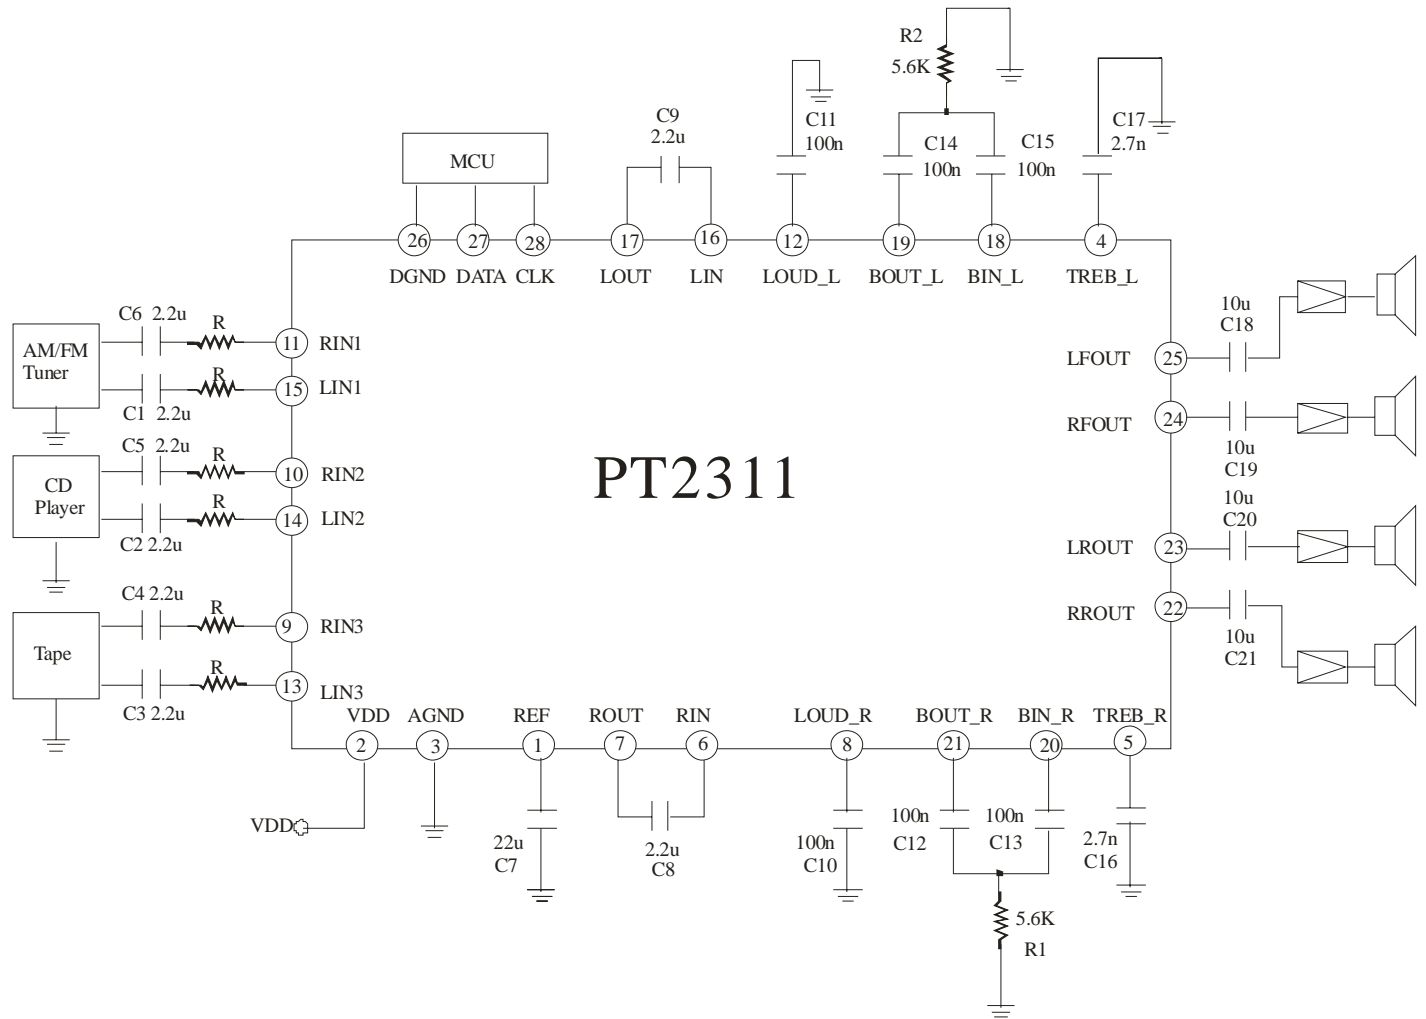 R2
5.6K
C9
2.2u
C11
100n
C14
100n
C15
100n
C17
2.7n
MCU
26
27
28
17
16
12
19
18
4
DGND
DATA
CLK
LOUT
LIN
LOUD_L
BOUT_L
BIN_L
TREB_L
AM/FM
Tuner
C6 2.2u
R
11
RIN1
R
15
LIN1
C1 2.2u
CD
Player
C5 2.2u
R
10
RIN2
R
14
LIN2
C2 2.2u
Tape
C4 2.2u
R
9
RIN3
R
13
LIN3
C3 2.2u
PT2311
LFOUT
25
10u
C18
RFOUT
24
10u
C19
LROUT
23
10u
C20
RROUT
22
10u
C21
VDD
AGND
REF
ROUT
RIN
LOUD_R
BOUT_R
BIN_R
TREB_R
2
3
1
7
6
8
21
20
5
VDD
22u
C7
2.2u
C8
100n
C10
100n
C12
100n
C13
2.7n
C16
5.6K
R1